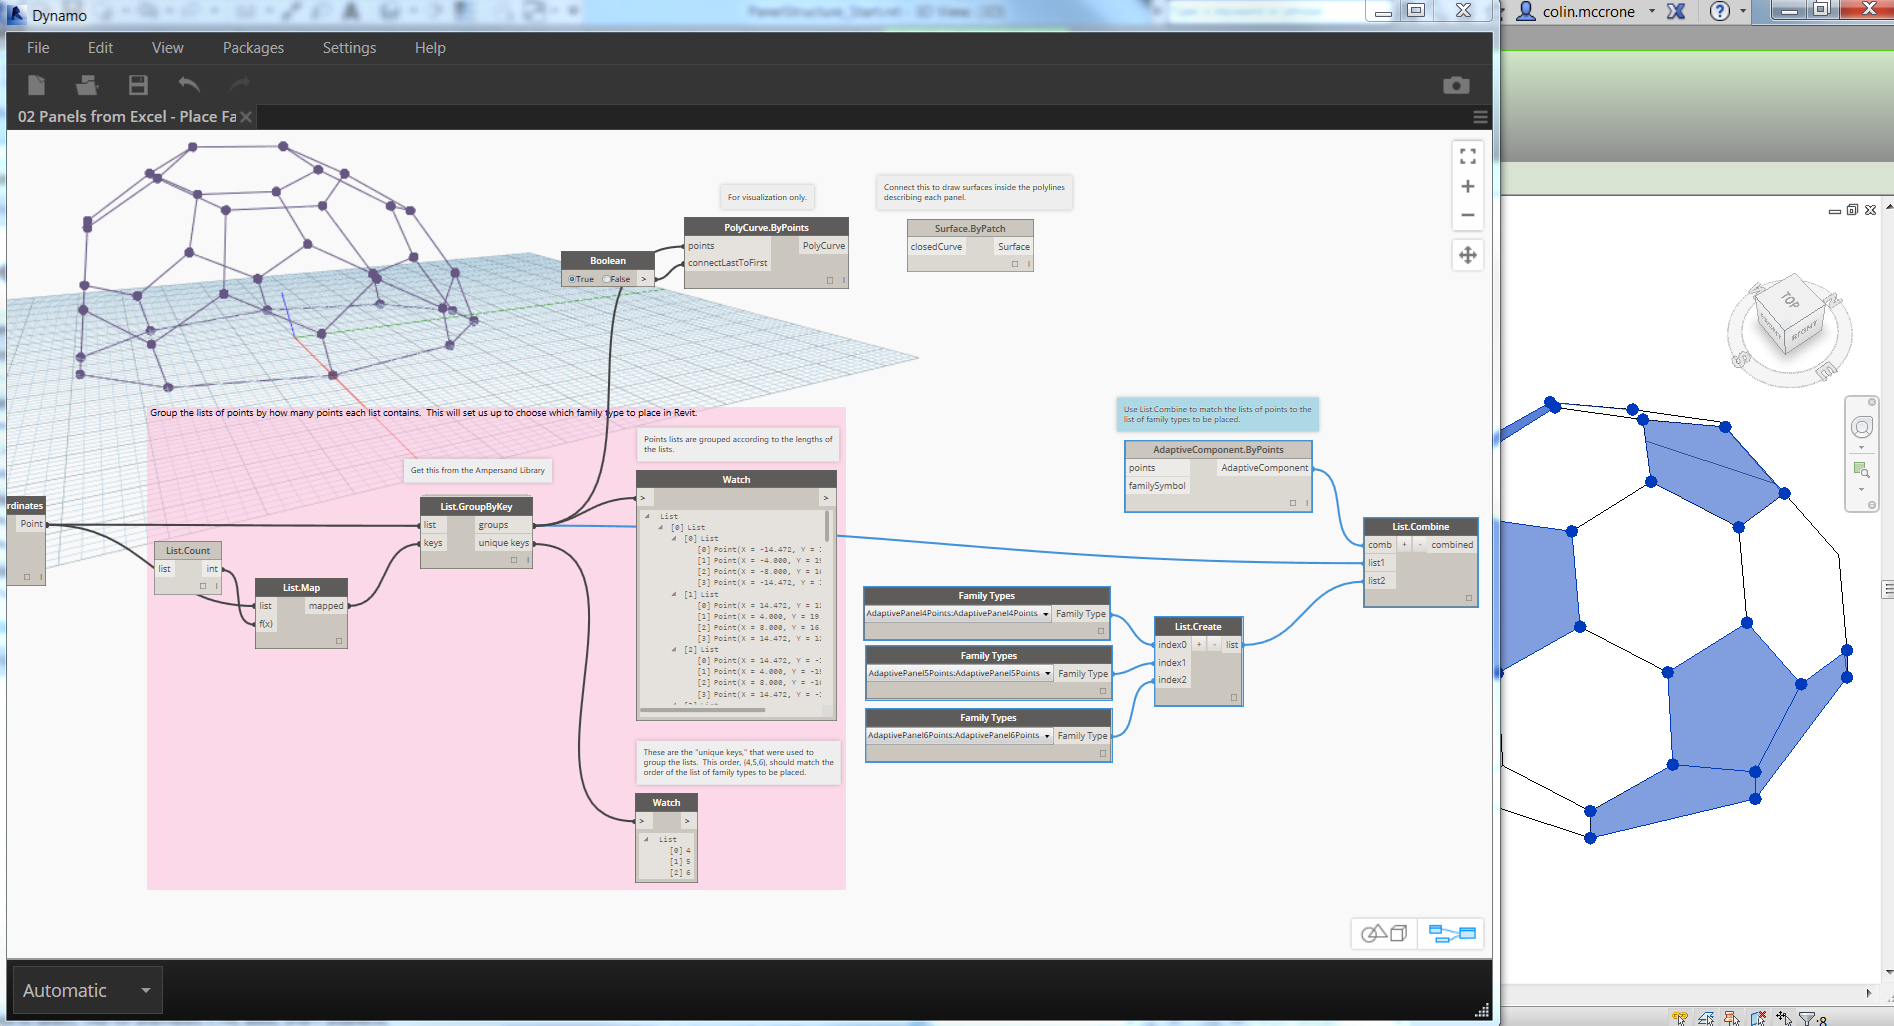 Dynamo
PanelStructure_Start.rvt - 3D View: {3D}
colin.mccrone
File Edit View Packages Settings Help
02 Panels from Excel - Place Fa
For visualization only.
Connect this to draw surfaces inside the polylines
describing each panel.
PolyCurve.ByPoints
points PolyCurve
connectLastToFirst
Surface.ByPatch
closedCurve Surface
Boolean
True False >
TOP
FRONT RIGHT
N
W
S
E
Group the lists of points by how many points each list contains. This will set us up to choose which family type to place in Revit.
Points lists are grouped according to the lengths of
the lists.
Get this from the Ampersand Library
Use List.Combine to match the lists of points to the
list of family types to be placed.
AdaptiveComponent.ByPoints
points AdaptiveComponent
familySymbol
Watch
> >
List
[0] List
[0] List
[0] Point(X = -14.472, Y =
[1] Point(X = -4.000, Y = 1
[2] Point(X = -8.000, Y = 1
[3] Point(X = -14.472, Y =
[1] List
[0] Point(X = 14.472, Y = 1
[1] Point(X = 4.000, Y = 19.
[2] Point(X = 8.000, Y = 16.
[3] Point(X = 14.472, Y = 1
[2] List
[0] Point(X = 14.472, Y = -
[1] Point(X = 4.000, Y = -1
[2] Point(X = 8.000, Y = -1
[3] Point(X = 14.472, Y = -
rdinates
Point
List.GroupByKey
list groups
keys unique keys
List.Count
list int
List.Map
list mapped
f(x)
List.Combine
comb + - combined
list1
list2
Family Types
AdaptivePanel4Points:AdaptivePanel4Points Family Type
Family Types
AdaptivePanel5Points:AdaptivePanel5Points Family Type
Family Types
AdaptivePanel6Points:AdaptivePanel6Points Family Type
List.Create
index0 + - list
index1
index2
These are the "unique keys," that were used to
group the lists. This order, {4,5,6}, should match the
order of the list of family types to be placed.
Watch
> >
List
[0] 4
[1] 5
[2] 6
Automatic
:8